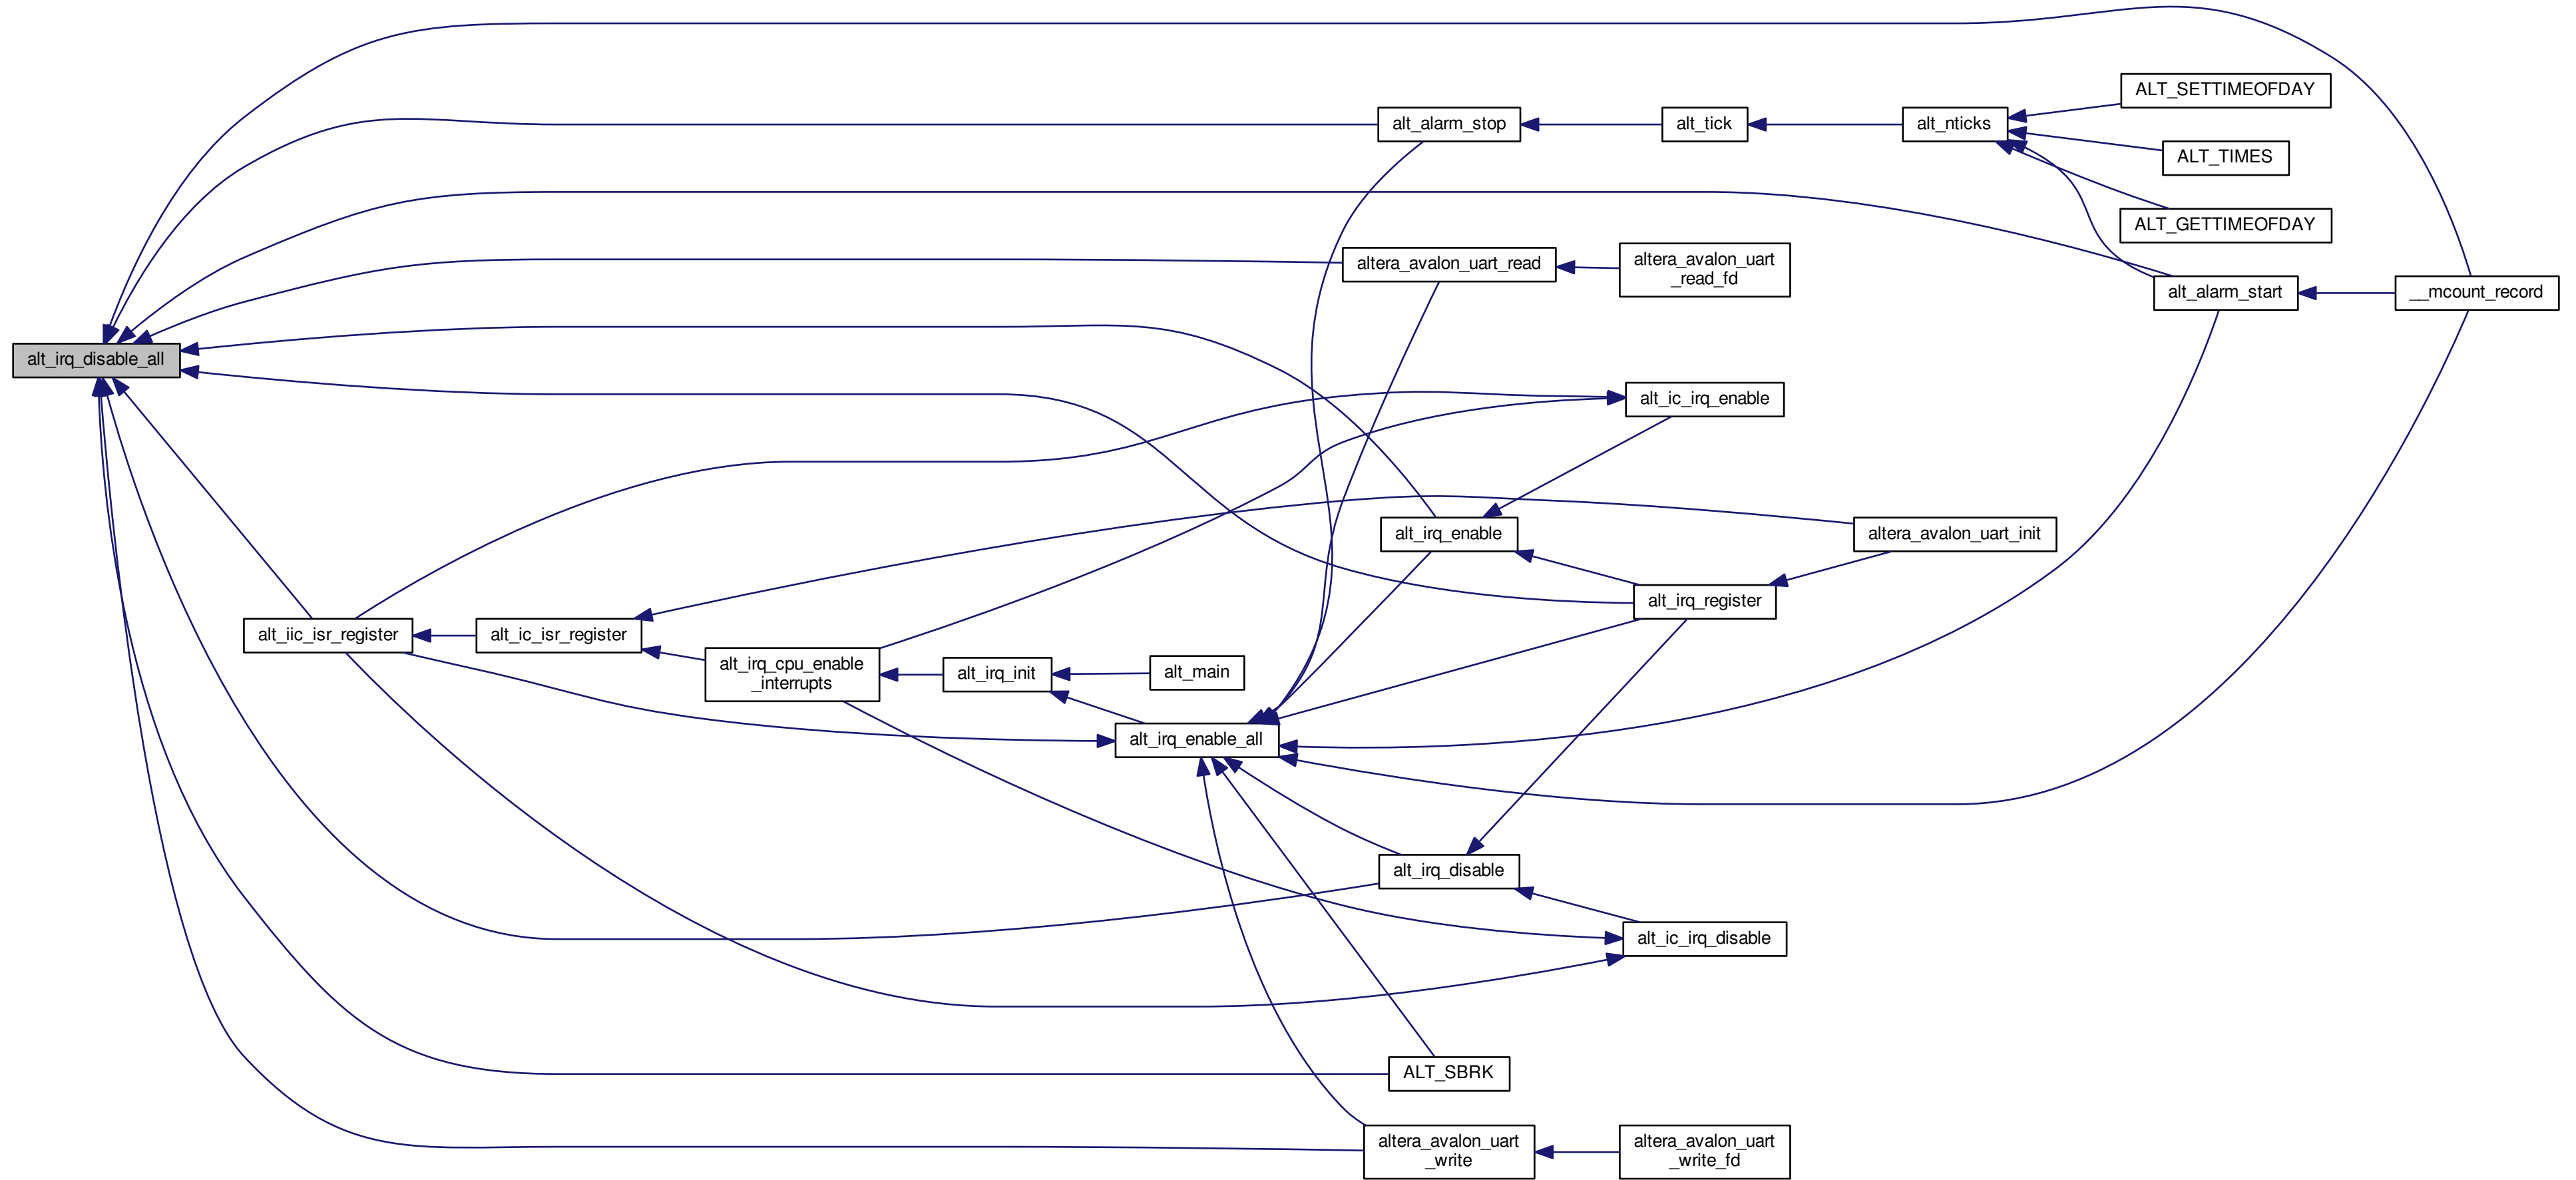 ALT_SETTIMEOFDAY
alt_alarm_stop
alt_tick
alt_nticks
ALT_TIMES
ALT_GETTIMEOFDAY
altera_avalon_uart_read
altera_avalon_uart
_read_fd
alt_alarm_start
__mcount_record
alt_irq_disable_all
alt_ic_irq_enable
alt_irq_enable
altera_avalon_uart_init
alt_irq_register
alt_iic_isr_register
alt_ic_isr_register
alt_irq_cpu_enable
_interrupts
alt_irq_init
alt_main
alt_irq_enable_all
alt_irq_disable
alt_ic_irq_disable
ALT_SBRK
altera_avalon_uart
_write
altera_avalon_uart
_write_fd